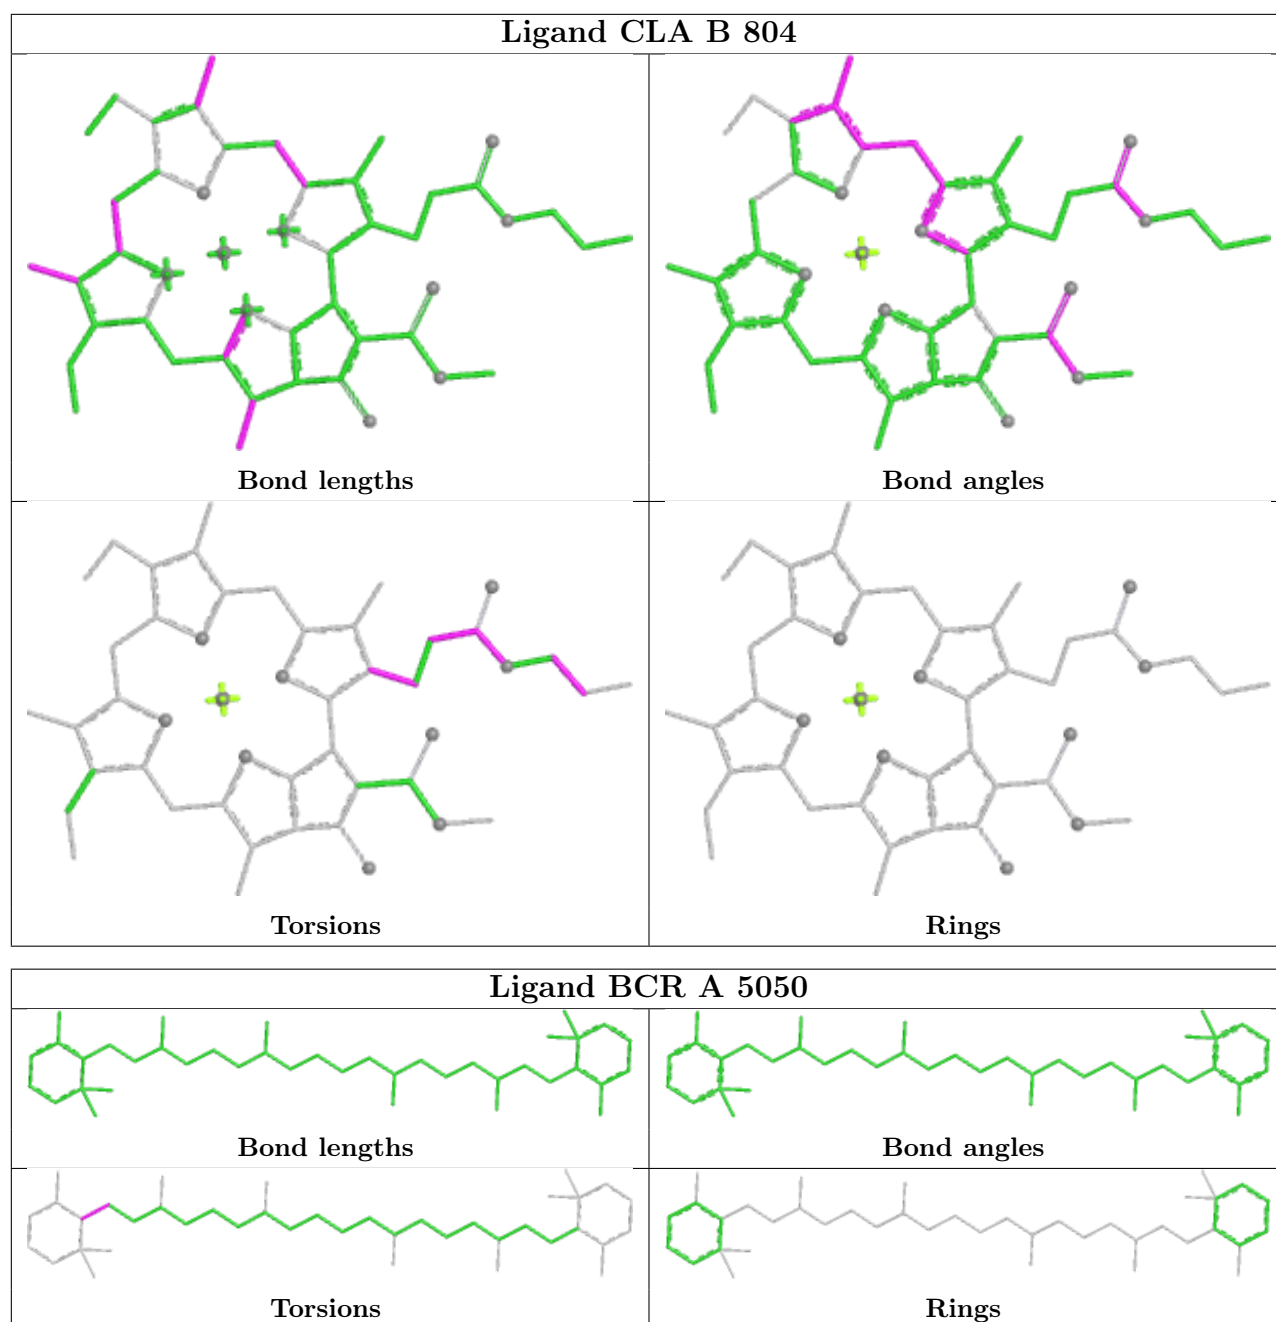 Ligand CLA B 804
Bond lengths
Bond angles
Torsions
Rings
Ligand BCR A 5050
Bond lengths
Bond angles
Torsions
Rings